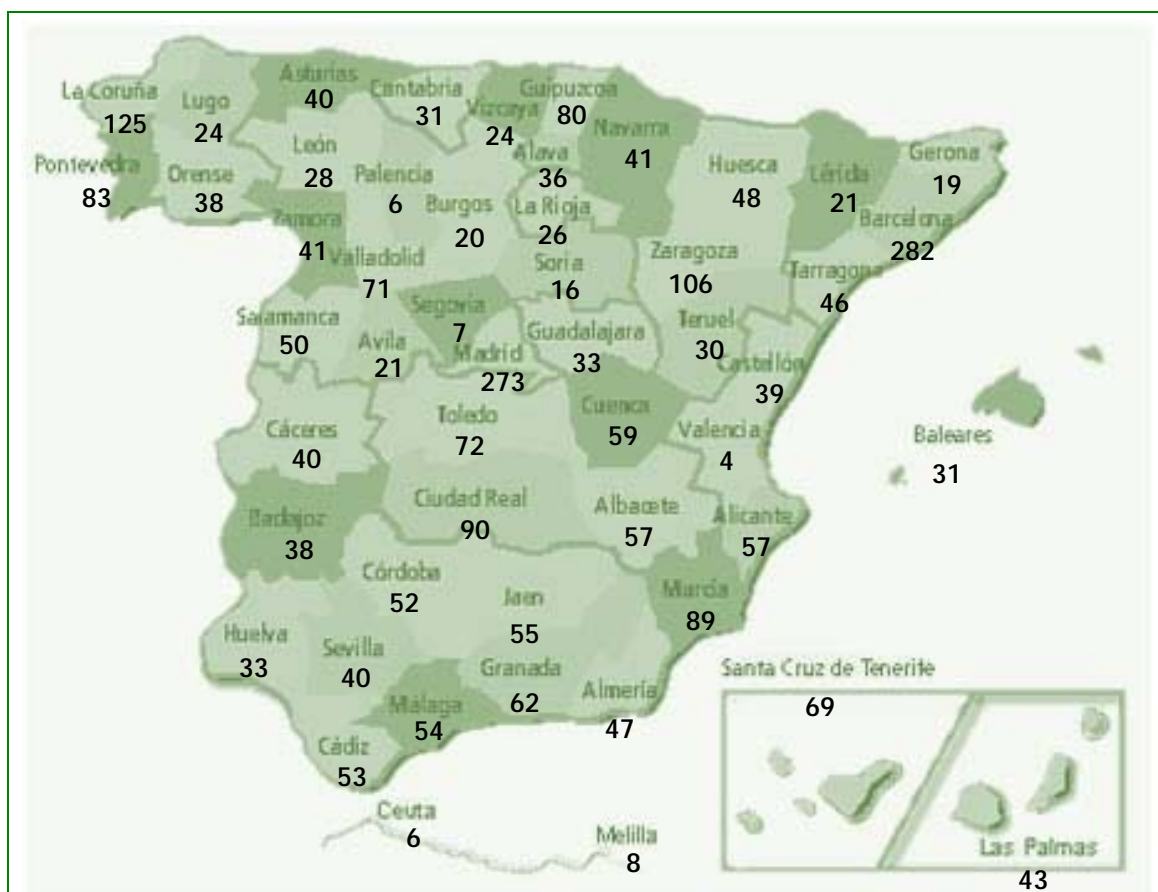 La Coruña
125
Lugo
24
Asturias
40
Cantabria
31
Vizcaya
24
Guipuzcoa
80
Navarra
41
Pontevedra
83
Orense
38
León
28
Palencia
6
Burgos
20
Alava
36
La Rioja
26
Huesca
48
Lérida
21
Gerona
19
Barcelona
282
Zamora
41
Valladolid
71
Soria
16
Zaragoza
106
Tarragona
46
Salamanca
50
Avila
21
Segovia
7
Madrid
273
Guadalajara
33
Teruel
30
Castellón
39
Cáceres
40
Toledo
72
Cuenca
59
Valencia
4
Baleares
31
Badajoz
38
Ciudad Real
90
Albacete
57
Alicante
57
Córdoba
52
Jaen
55
Murcia
89
Huelva
33
Sevilla
40
Granada
62
Almería
47
Málaga
54
Cádiz
53
Santa Cruz de Tenerife
69
Ceuta
6
Melilla
8
Las Palmas
43